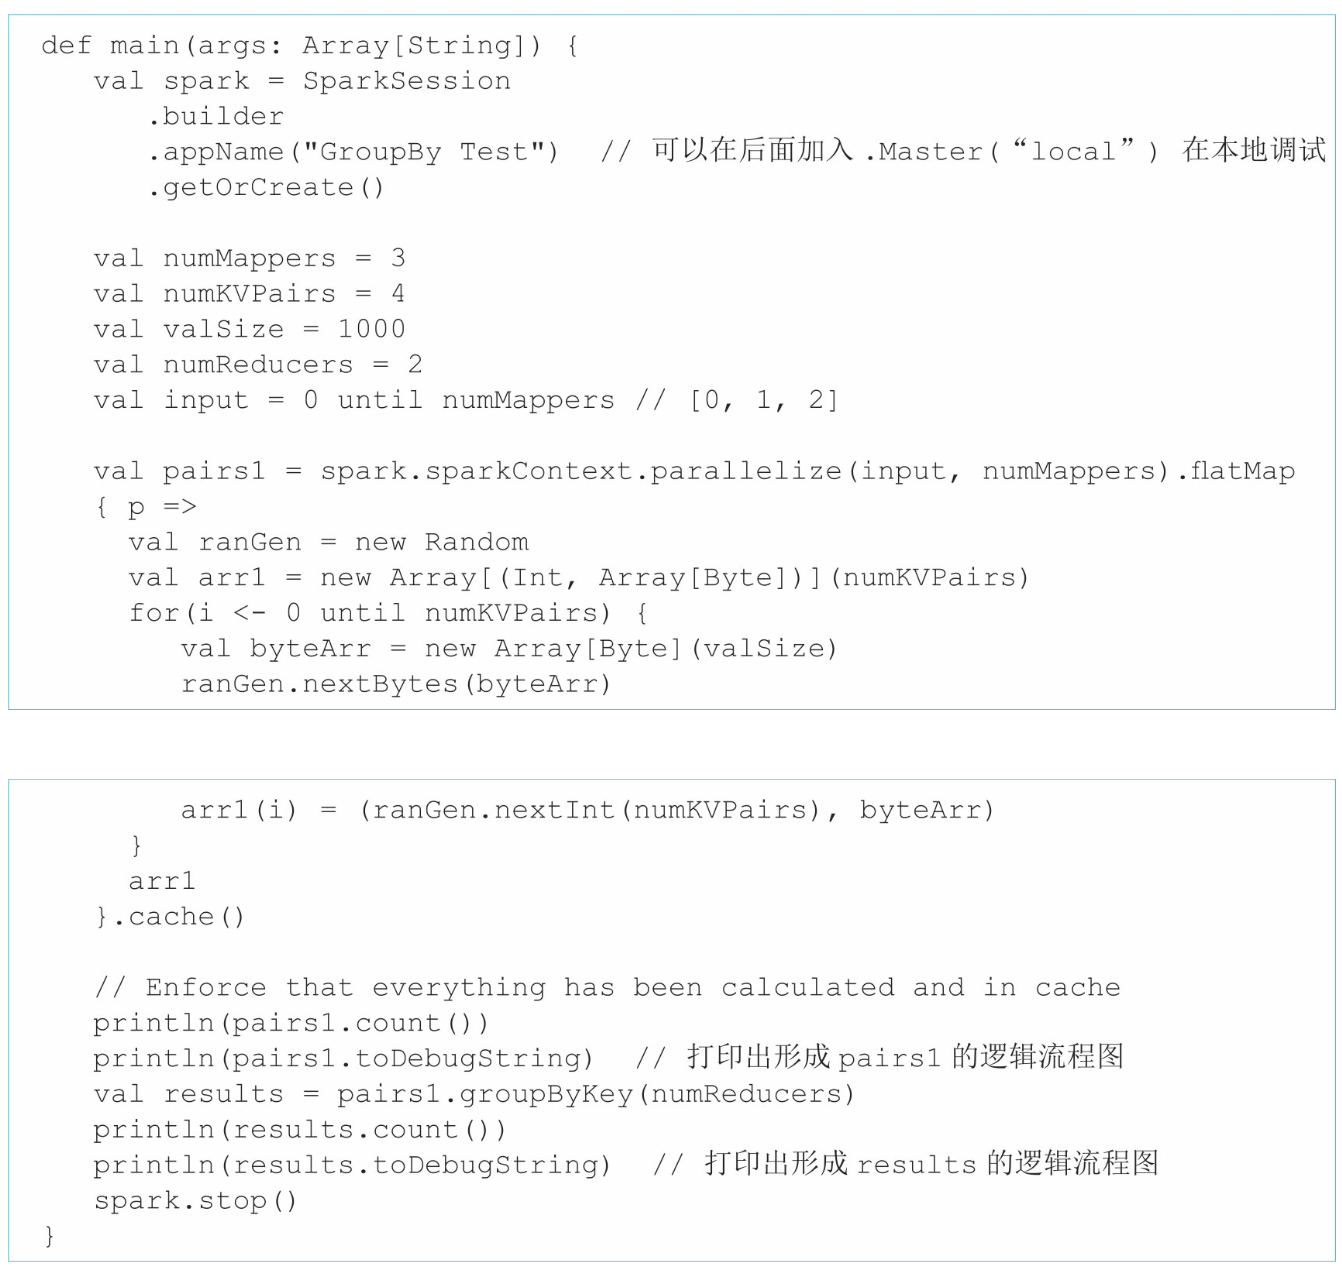 def main(args: Array[String]) {
   val spark = SparkSession
      .builder
      .appName("GroupBy Test")  // 可以在后面加入 .Master(“local”) 在本地调试
      .getOrCreate()

   val numMappers = 3
   val numKVPairs = 4
   val valSize = 1000
   val numReducers = 2
   val input = 0 until numMappers // [0, 1, 2]

   val pairs1 = spark.sparkContext.parallelize(input, numMappers).flatMap
   { p =>
     val ranGen = new Random
     val arr1 = new Array[(Int, Array[Byte])](numKVPairs)
     for(i <- 0 until numKVPairs) {
        val byteArr = new Array[Byte](valSize)
        ranGen.nextBytes(byteArr)
        arr1(i) = (ranGen.nextInt(numKVPairs), byteArr)
     }
     arr1
   }.cache()

   // Enforce that everything has been calculated and in cache
   println(pairs1.count())
   println(pairs1.toDebugString)  // 打印出形成 pairs1 的逻辑流程图
   val results = pairs1.groupByKey(numReducers)
   println(results.count())
   println(results.toDebugString)  // 打印出形成 results 的逻辑流程图
   spark.stop()
}